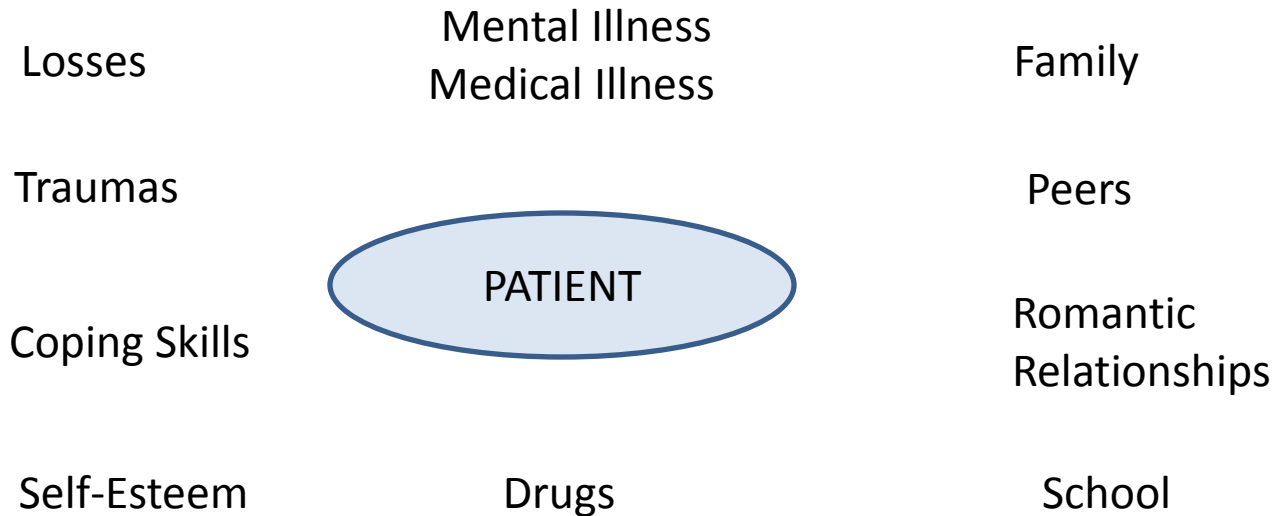 Losses
Mental Illness
Medical Illness
Family
Traumas
Peers
PATIENT
Coping Skills
Romantic
Relationships
Self-Esteem
Drugs
School